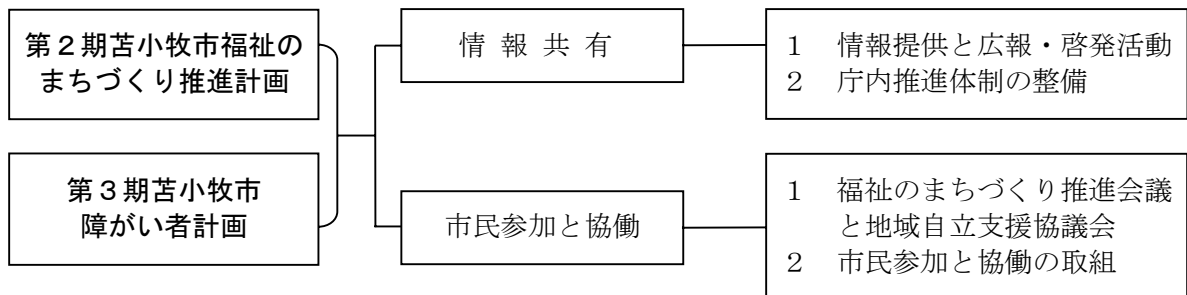 第２期苫小牧市福祉の
まちづくり推進計画
第３期苫小牧市
障がい者計画
情 報 共 有
市民参加と協働
１　情報提供と広報・啓発活動
２　庁内推進体制の整備
１　福祉のまちづくり推進会議
と地域自立支援協議会
２　市民参加と協働の取組